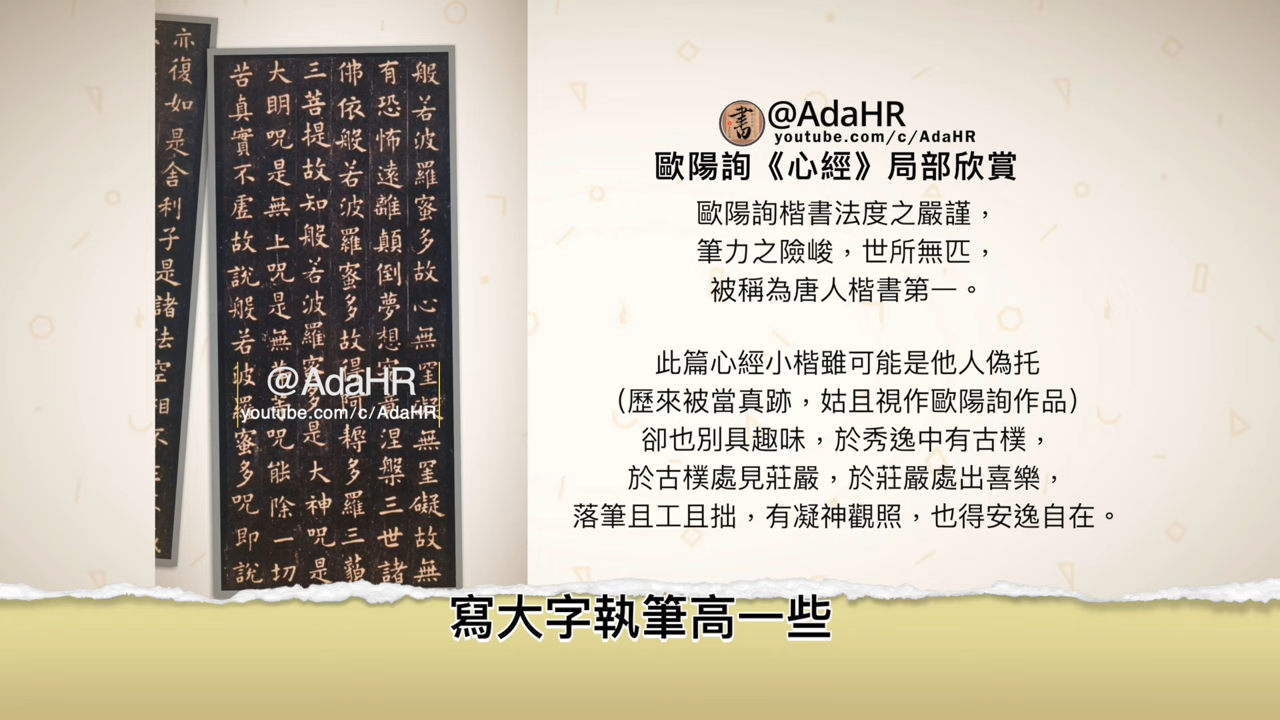 般若波羅蜜多故心無罣礙無罣礙故無
有恐怖遠離顛倒夢想究竟涅槃三世諸
佛依般若波羅蜜多故得阿耨多羅三藐
三菩提故知般若波羅蜜多是大神呪是
大明呪是無上呪是無等等呪能除一切
苦眞實不虛故說般若波羅蜜多呪即說
亦復如是舍利子是諸法空相不
@AdaHR
youtube.com/c/AdaHR
書
@AdaHR
youtube.com/c/AdaHR
歐陽詢《心經》局部欣賞
歐陽詢楷書法度之嚴謹，
筆力之險峻，世所無匹，
被稱為唐人楷書第一。
此篇心經小楷雖可能是他人偽托
（歷來被當真跡，姑且視作歐陽詢作品）
卻也別具趣味，於秀逸中有古樸，
於古樸處見莊嚴，於莊嚴處出喜樂，
落筆且工且拙，有凝神觀照，也得安逸自在。
寫大字執筆高一些